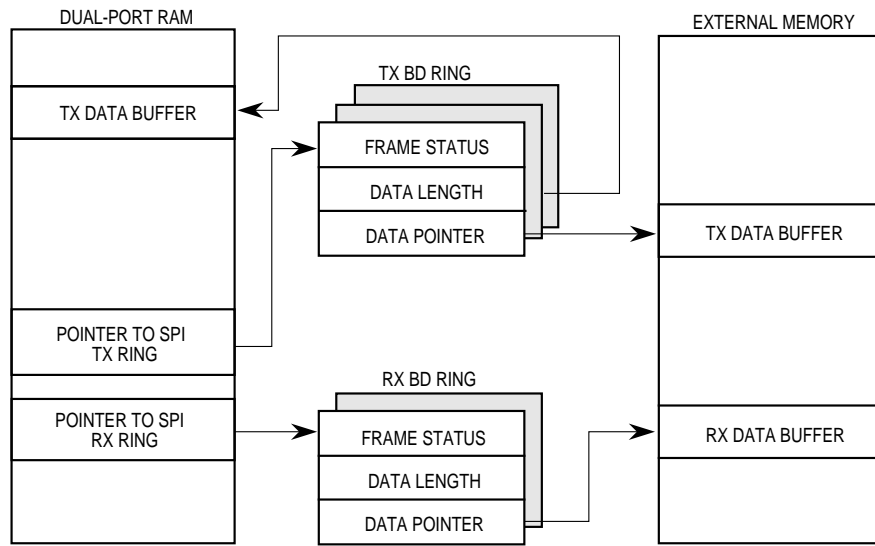 DUAL-PORT RAM
TX DATA BUFFER
POINTER TO SPI
TX RING
POINTER TO SPI
RX RING
TX BD RING
FRAME STATUS
DATA LENGTH
DATA POINTER
RX BD RING
FRAME STATUS
DATA LENGTH
DATA POINTER
EXTERNAL MEMORY
TX DATA BUFFER
RX DATA BUFFER